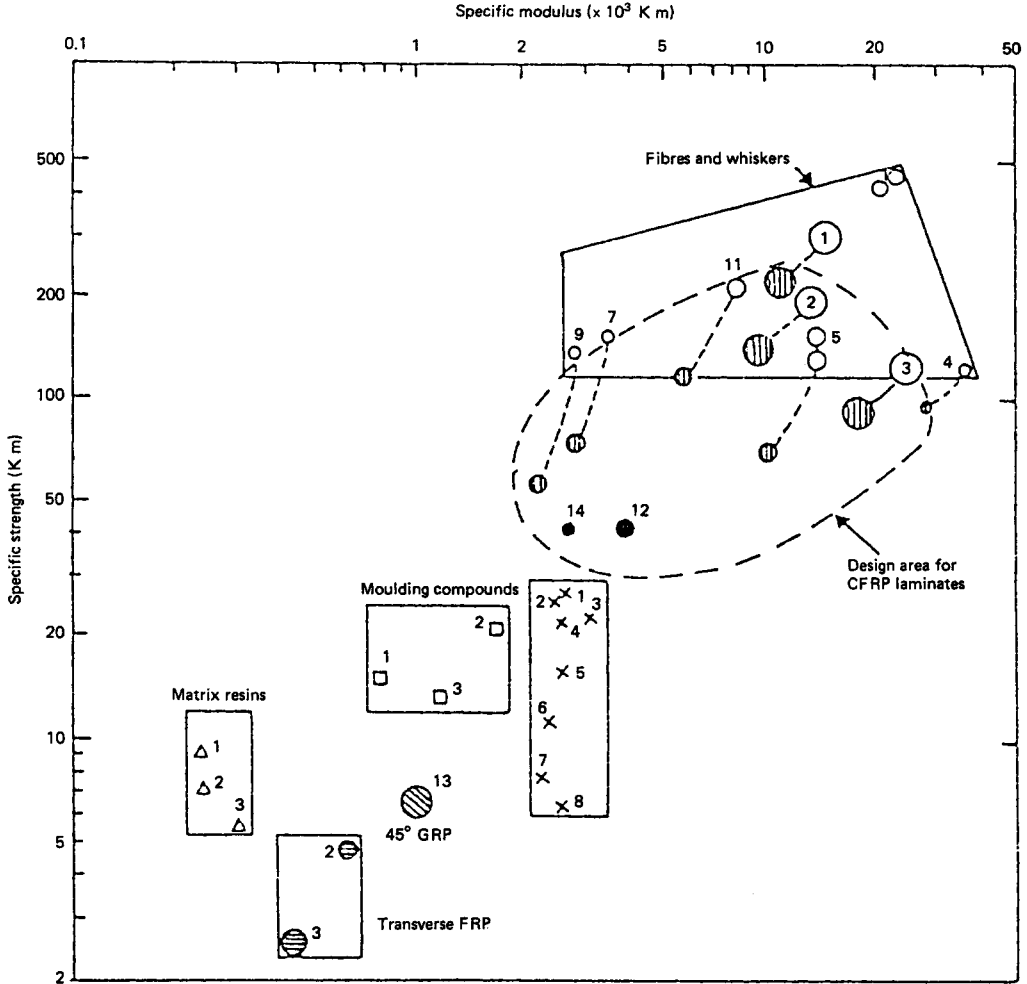 Specific modulus (x 10³ K m)
0.1 1 2 5 10 20 50
500
Fibres and whiskers
1
200
11
2
9 7
5
3 4
100
Specific strength (K m)
50
14 12
Design area for
CFRP laminates
Moulding compounds
2 1 3
2
4
20
1
5
3
Matrix resins
6
10
1
7
2
13
3
8
45° GRP
5
2
Transverse FRP
3
2